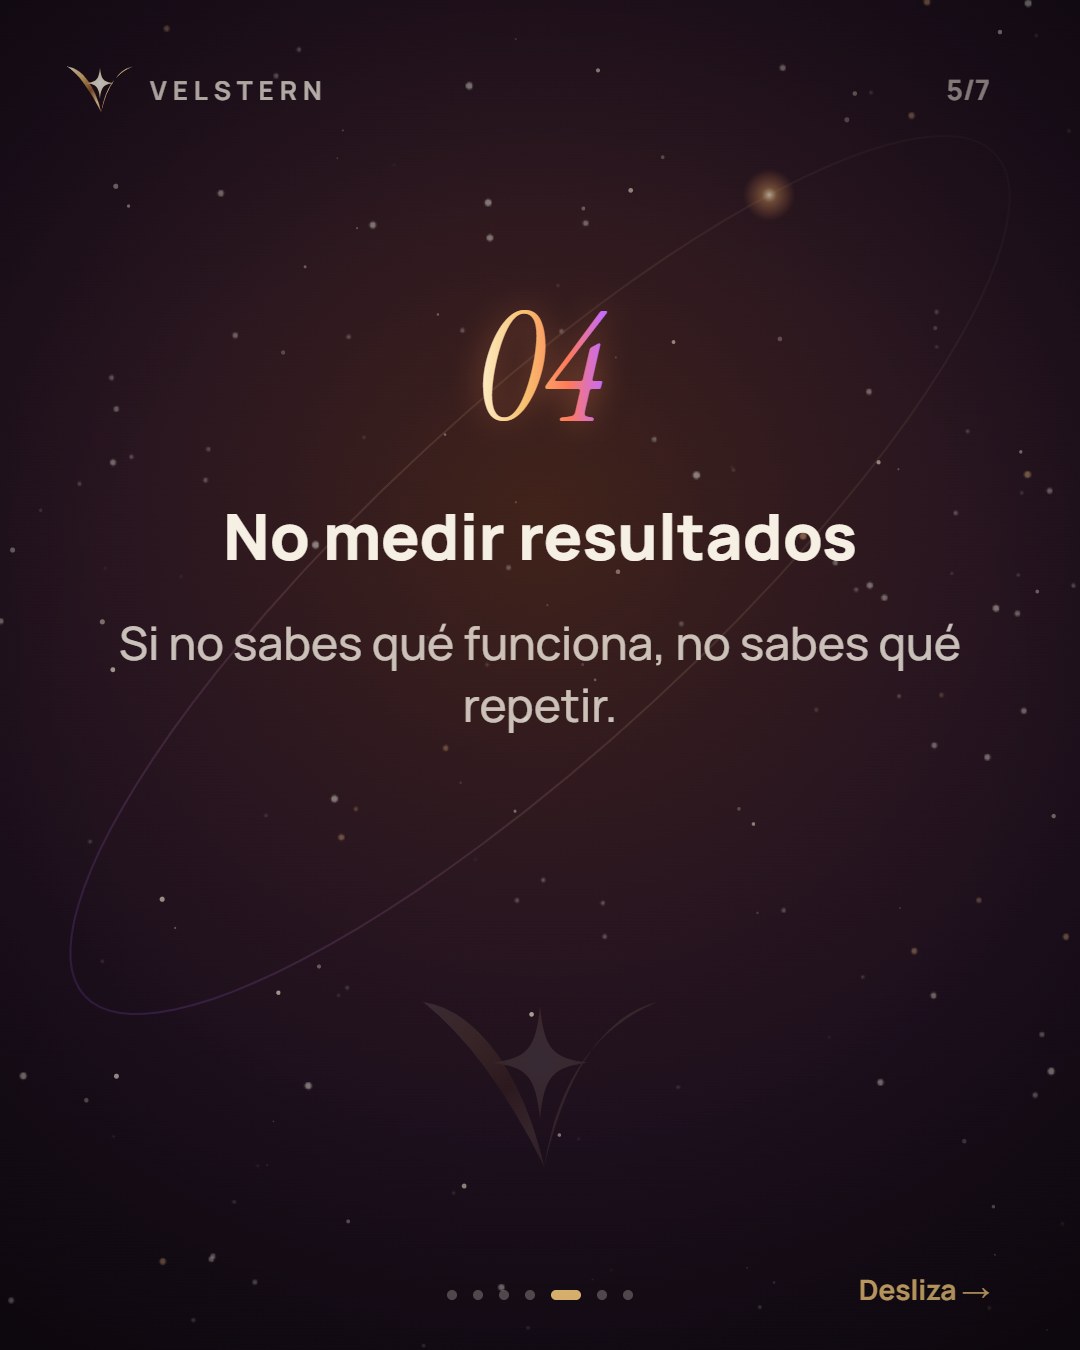 VELSTERN
5/7
04
No medir resultados
Si no sabes qué funciona, no sabes qué
repetir.
Desliza →